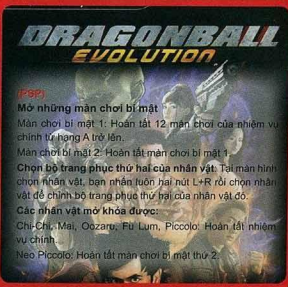 DRAGONBALL
EVOLUTION
(PSP)
Mở những màn chơi bí mật
Màn chơi bí mật 1: Hoàn tất 12 màn chơi của nhiệm vụ
chính từ hạng A trở lên.
Màn chơi bí mật 2: Hoàn tất màn chơi bí mật 1.
Chọn bộ trang phục thứ hai của nhân vật: Tại màn hình
chọn nhân vật, bạn nhấn luôn hai nút L+R rồi chọn nhân
vật để chỉnh bộ trang phục thứ hai của nhân vật đó.
Các nhân vật mở khóa được:
Chi-Chi, Mai, Oozaru, Fu Lum, Piccolo: Hoàn tất nhiệm
vụ chính.
Neo Piccolo: Hoàn tất màn chơi bí mật thứ 2.